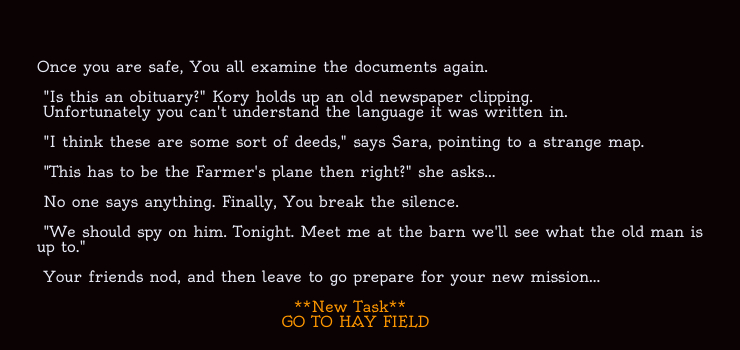 Once you are safe, You all examine the documents again.
"Is this an obituary?" Kory holds up an old newspaper clipping.
Unfortunately you can't understand the language it was written in.
"I think these are some sort of deeds," says Sara, pointing to a strange map.
"This has to be the Farmer's plane then right?" she asks...
No one says anything. Finally, You break the silence.
"We should spy on him. Tonight. Meet me at the barn we'll see what the old man is
up to."
Your friends nod, and then leave to go prepare for your new mission...
**New Task**
GO TO HAY FIELD